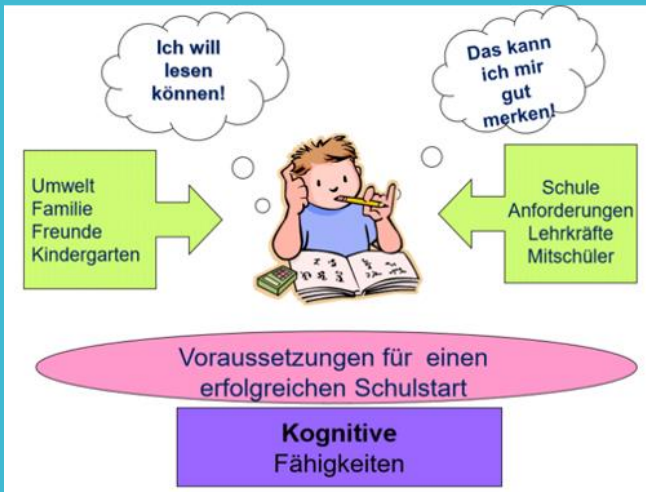 Ich will
lesen
können!
Das kann
ich mir
gut
merken!
Umwelt
Familie
Freunde
Kindergarten
Schule
Anforderungen
Lehrkräfte
Mitschüler
Voraussetzungen für einen
erfolgreichen Schulstart
Kognitive
Fähigkeiten